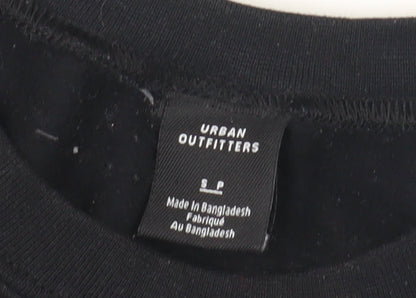 URBAN
OUTFITTERS
S P
Made in Bangladesh
Fabriqué
Au Bangladesh